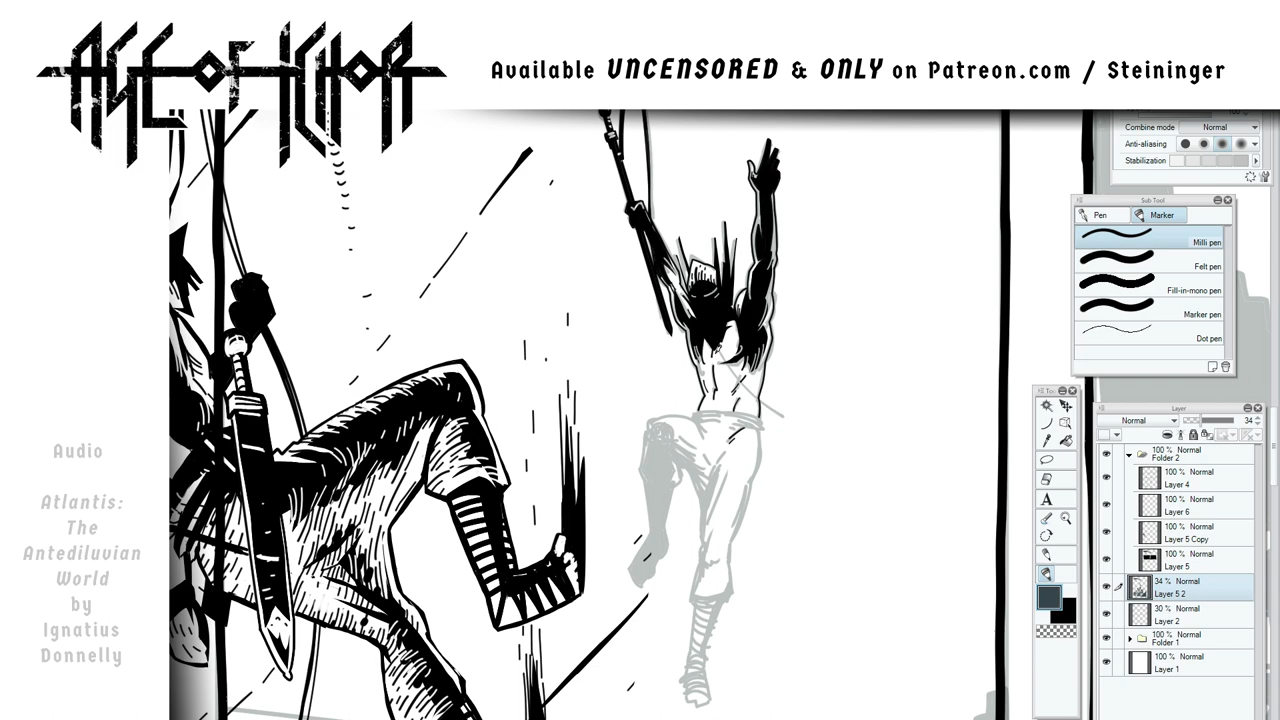 AGE OF ICHOR
Available UNCENSORED & ONLY on Patreon.com / Steininger
Combine mode Normal
Anti-aliasing
Stabilization
Sub Tool
Pen Marker
Milli pen
Felt pen
Fill-in-mono pen
Marker pen
Dot pen
Layer
Normal 34
100 % Normal
Folder 2
100 % Normal
Layer 4
100 % Normal
Layer 6
100 % Normal
Layer 5 Copy
100 % Normal
Layer 5
34 % Normal
Layer 5 2
30 % Normal
Layer 2
100 % Normal
Folder 1
100 % Normal
Layer 1
A
Audio
Atlantis:
The
Antediluvian
World
by
Ignatius
Donnelly